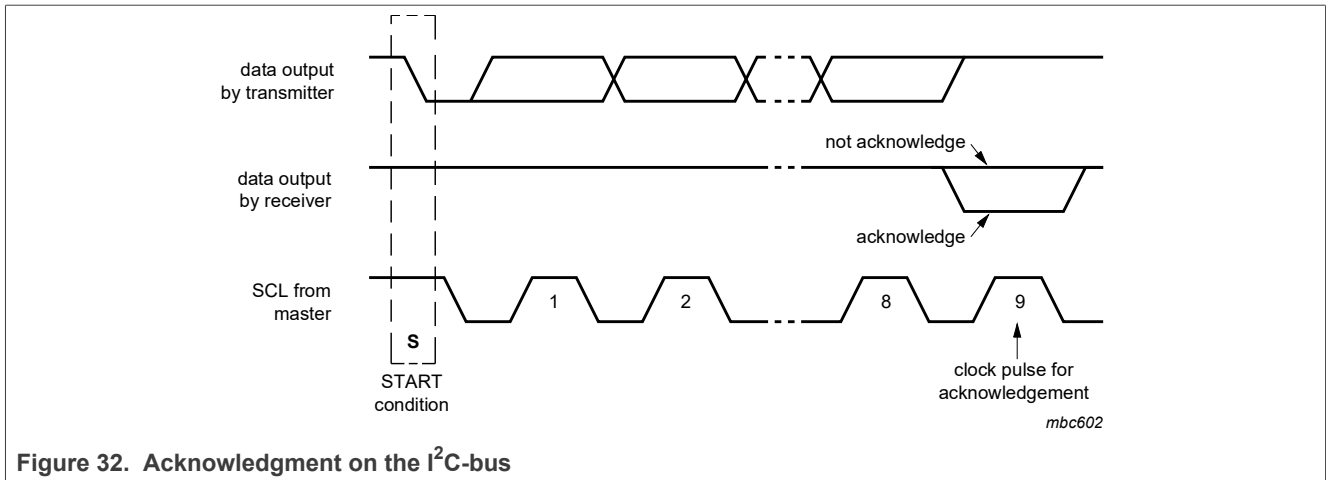 data output
by transmitter
not acknowledge
data output
by receiver
acknowledge
SCL from
master
1
2
8
9
S
START
condition
clock pulse for
acknowledgement
mbc602
Figure 32. Acknowledgment on the I²C-bus